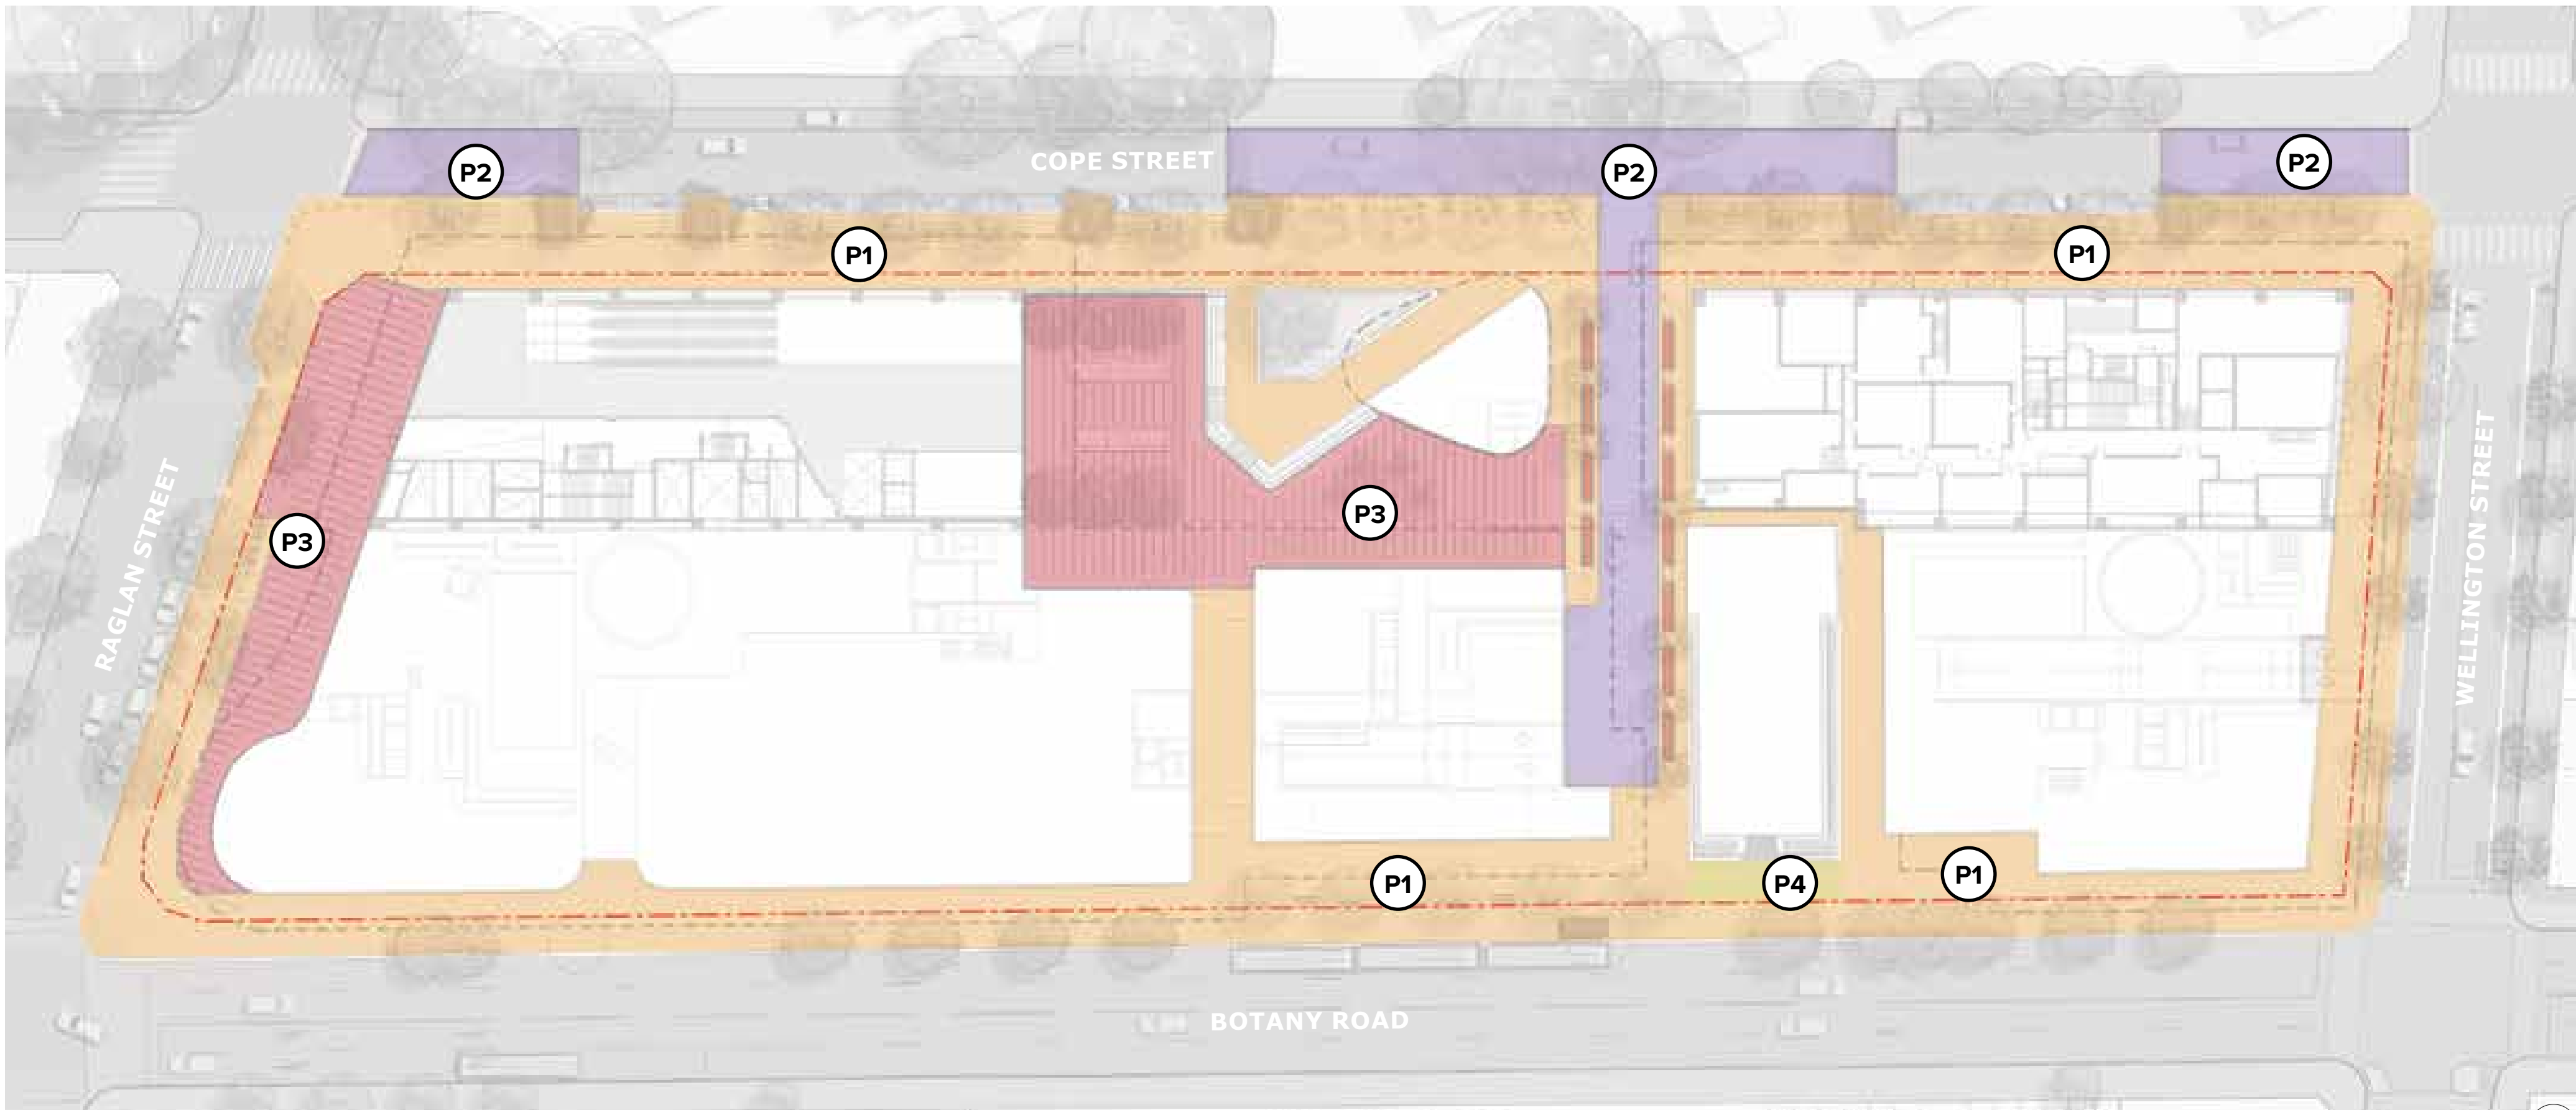 P2
COPE STREET
P2
P2
P1
P1
P3
P3
RAGLAN STREET
WELLINGTON STREET
P1
P4
P1
BOTANY ROAD